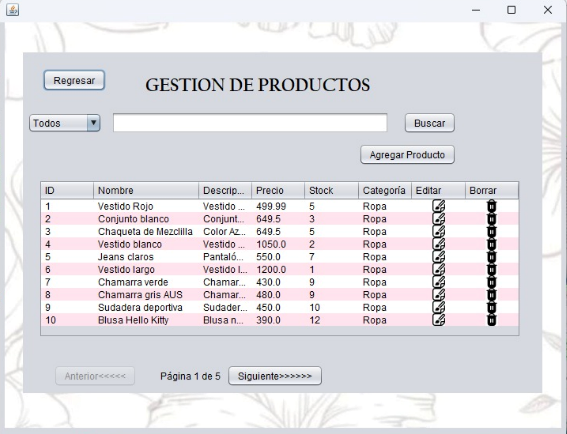 Regresar
GESTION DE PRODUCTOS
Todos
Buscar
Agregar Producto
ID Nombre Descrip... Precio Stock Categoría Editar Borrar
1 Vestido Rojo Vestido ... 499.99 5 Ropa
2 Conjunto blanco Conjunt... 649.5 3 Ropa
3 Chaqueta de Mezclilla Color Az... 649.5 5 Ropa
4 Vestido blanco Vestido ... 1050.0 2 Ropa
5 Jeans claros Pantaló... 550.0 7 Ropa
6 Vestido largo Vestido l... 1200.0 1 Ropa
7 Chamarra verde Chamar... 430.0 9 Ropa
8 Chamarra gris AUS Chamar... 480.0 9 Ropa
9 Sudadera deportiva Sudader... 450.0 10 Ropa
10 Blusa Hello Kitty Blusa n... 390.0 12 Ropa
Anterior<<<<< Página 1 de 5 Siguiente>>>>>>